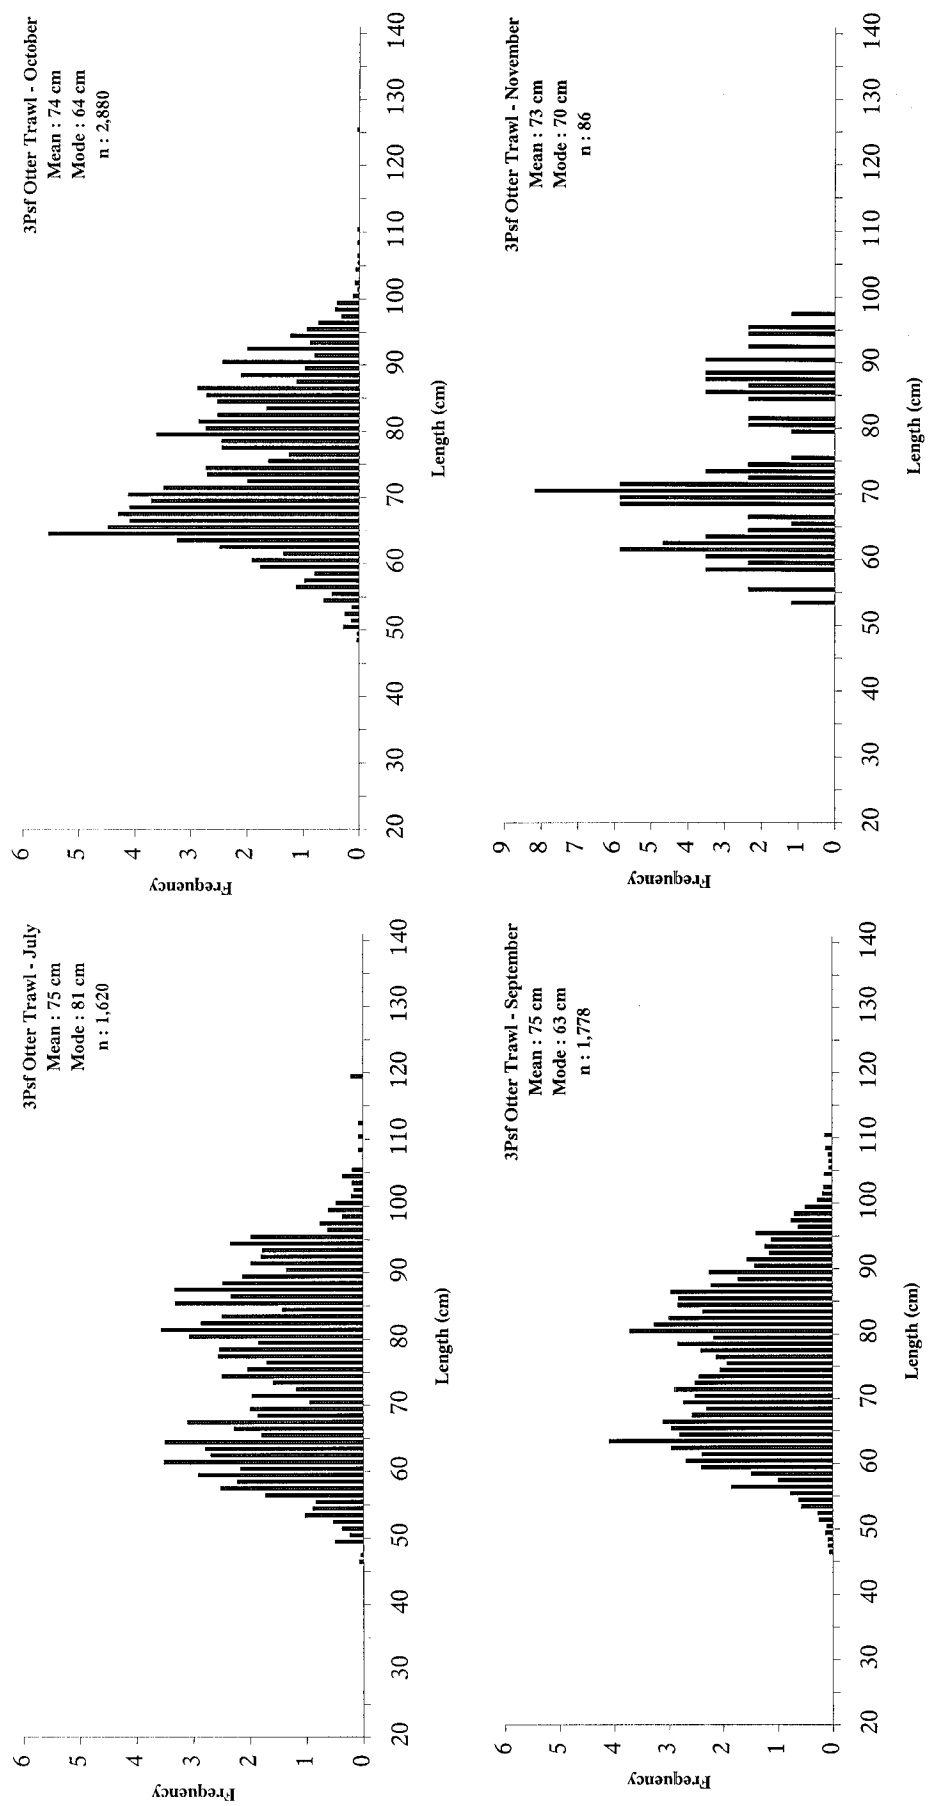 3Psf Otter Trawl - July
Mean : 75 cm
Mode : 81 cm
n : 1,620
Frequency
6
5
4
3
2
1
0
20 30 40 50 60 70 80 90 100 110 120 130 140
Length (cm)
3Psf Otter Trawl - October
Mean : 74 cm
Mode : 64 cm
n : 2,880
Frequency
6
5
4
3
2
1
0
20 30 40 50 60 70 80 90 100 110 120 130 140
Length (cm)
3Psf Otter Trawl - September
Mean : 75 cm
Mode : 63 cm
n : 1,778
Frequency
6
5
4
3
2
1
0
20 30 40 50 60 70 80 90 100 110 120 130 140
Length (cm)
3Psf Otter Trawl - November
Mean : 73 cm
Mode : 70 cm
n : 86
Frequency
9
8
7
6
5
4
3
2
1
0
20 30 40 50 60 70 80 90 100 110 120 130 140
Length (cm)